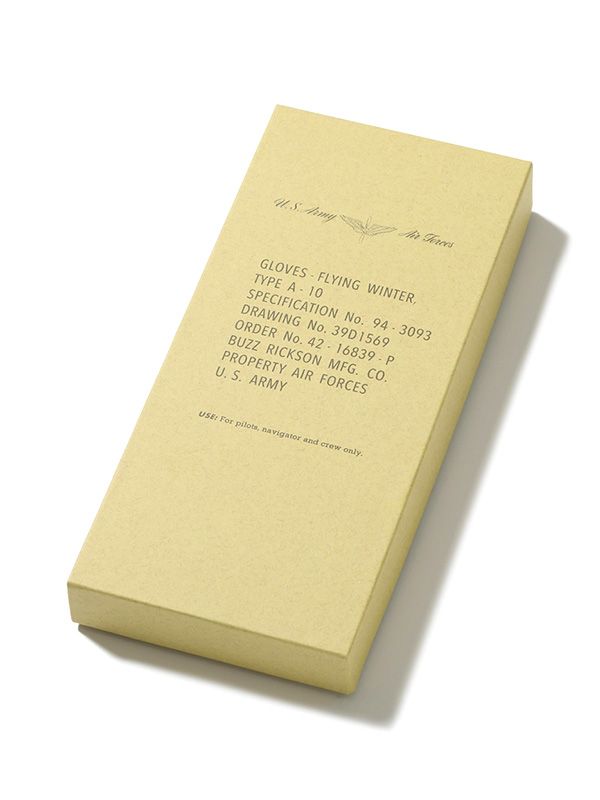 U.S. Army Air Forces
GLOVES - FLYING WINTER,
TYPE A - 10
SPECIFICATION No. 94 - 3093
DRAWING No. 39D1569
ORDER No. 42 - 16839 - P
BUZZ RICKSON MFG. CO.
PROPERTY AIR FORCES
U. S. ARMY
USE: For pilots, navigator and crew only.